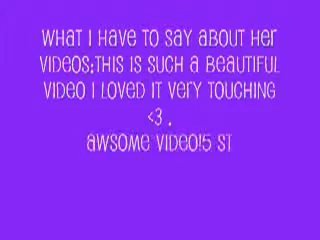 What I have to say about her
videos:This is such a beautiful
video I loved it very touching
<3 .
awsome video!5 st